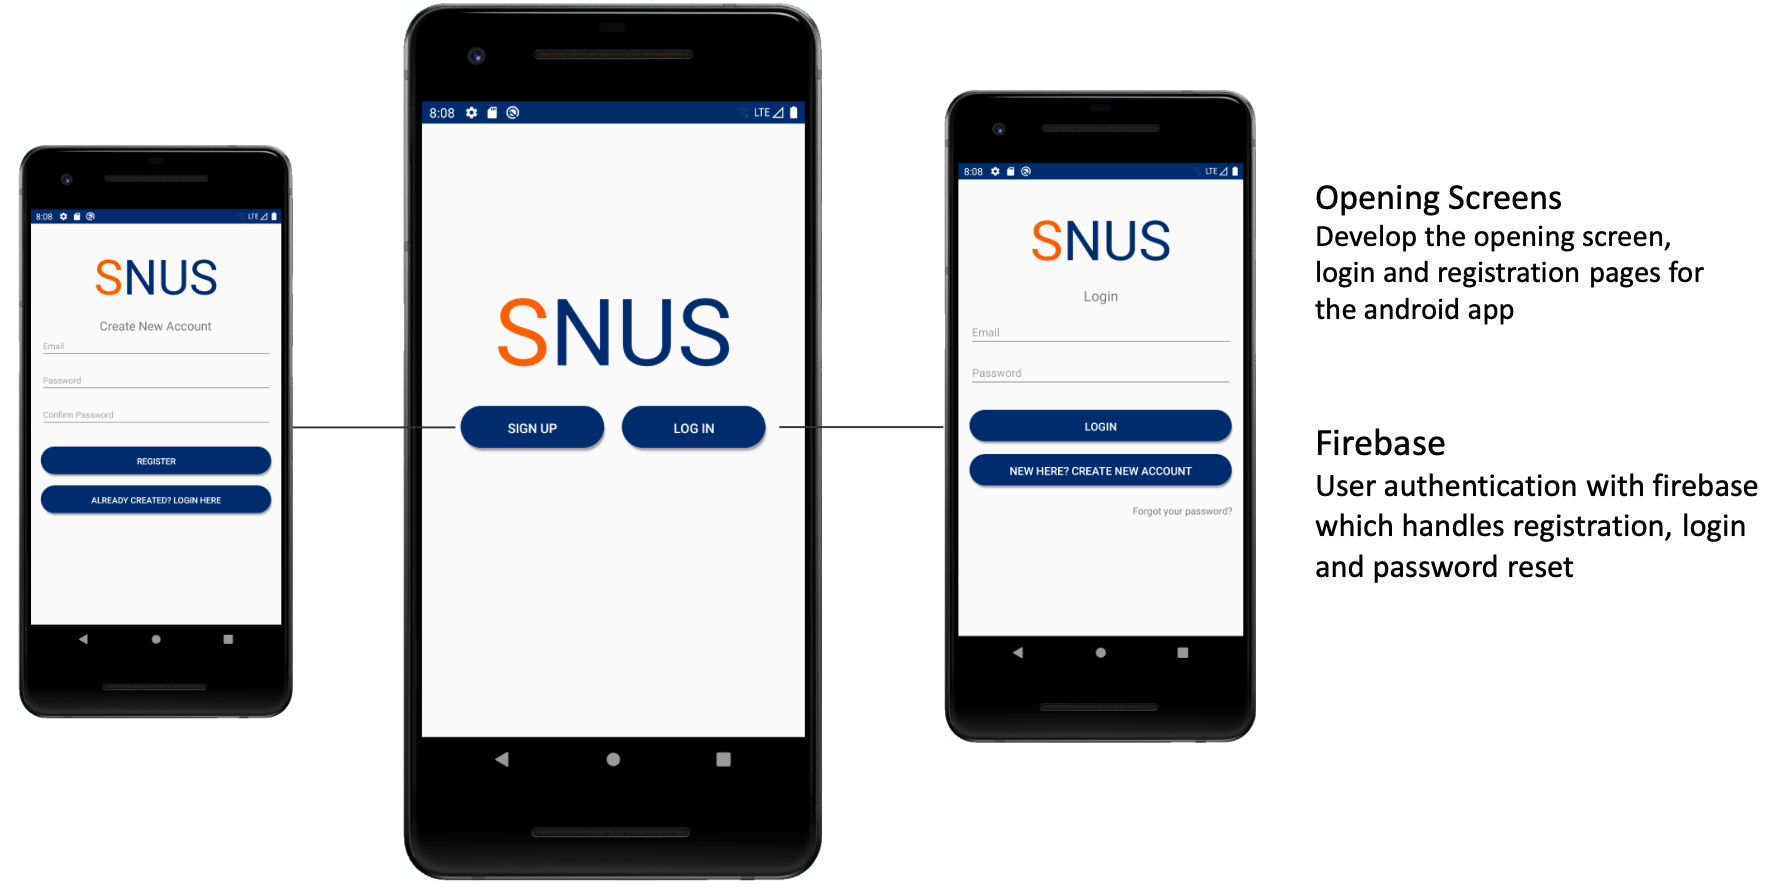 8:08
LTE
SNUS
Create New Account
Email
Password
Confirm Password
REGISTER
ALREADY CREATED? LOGIN HERE
8:08
LTE
SNUS
SIGN UP
LOG IN
8:08
LTE
SNUS
Login
Email
Password
LOGIN
NEW HERE? CREATE NEW ACCOUNT
Forgot your password?
Opening Screens
Develop the opening screen,
login and registration pages for
the android app
Firebase
User authentication with firebase
which handles registration, login
and password reset